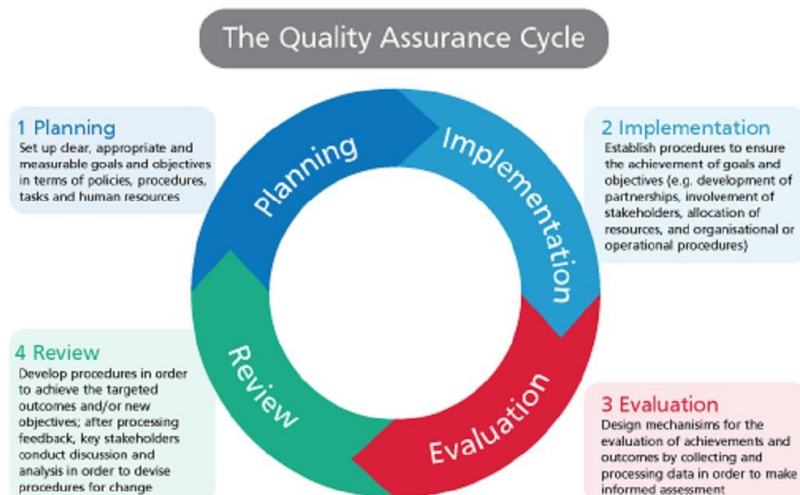 The Quality Assurance Cycle
1 Planning
Set up clear, appropriate and
measurable goals and objectives
in terms of policies, procedures,
tasks and human resources
Planning
Implementation
2 Implementation
Establish procedures to ensure
the achievement of goals and
objectives (e.g. development of
partnerships, involvement of
stakeholders, allocation of
resources, and organisational or
operational procedures)
4 Review
Develop procedures in order
to achieve the targeted
outcomes and/or new
objectives; after processing
feedback, key stakeholders
conduct discussion and
analysis in order to devise
procedures for change
Review
Evaluation
3 Evaluation
Design mechanisims for the
evaluation of achievements and
outcomes by collecting and
processing data in order to make
informed assessment